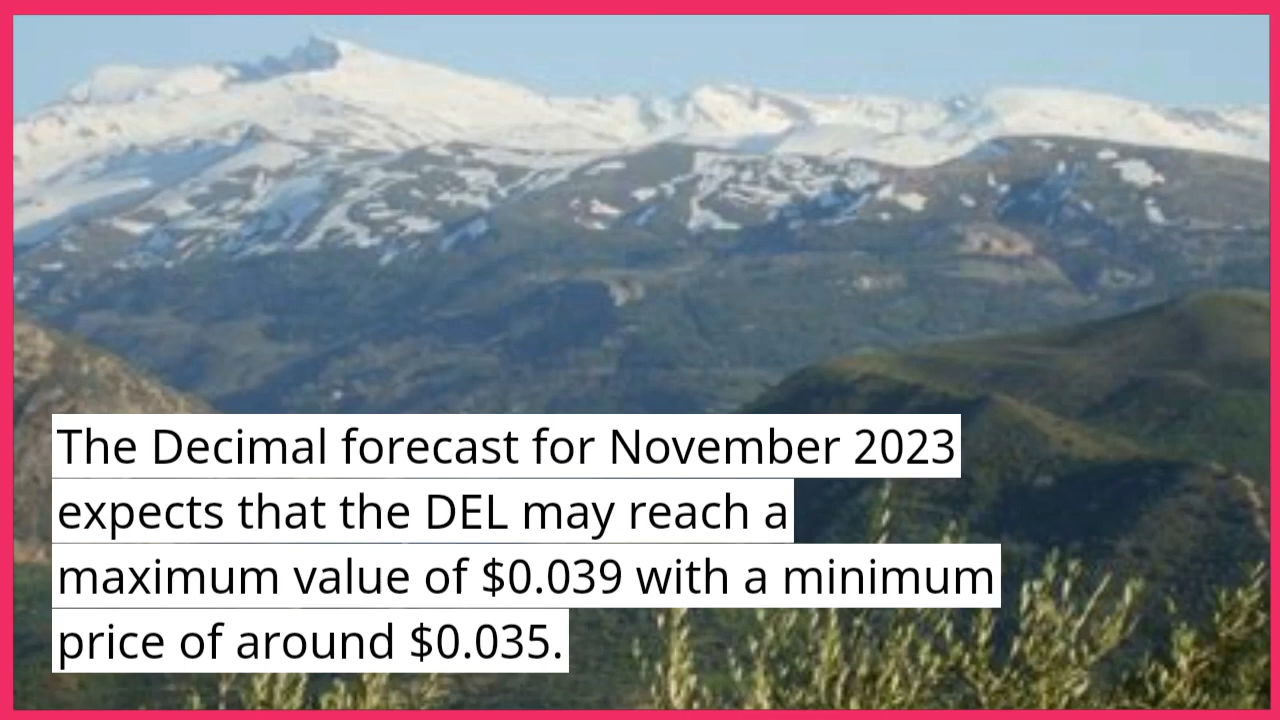 The Decimal forecast for November 2023
expects that the DEL may reach a
maximum value of $0.039 with a minimum
price of around $0.035.